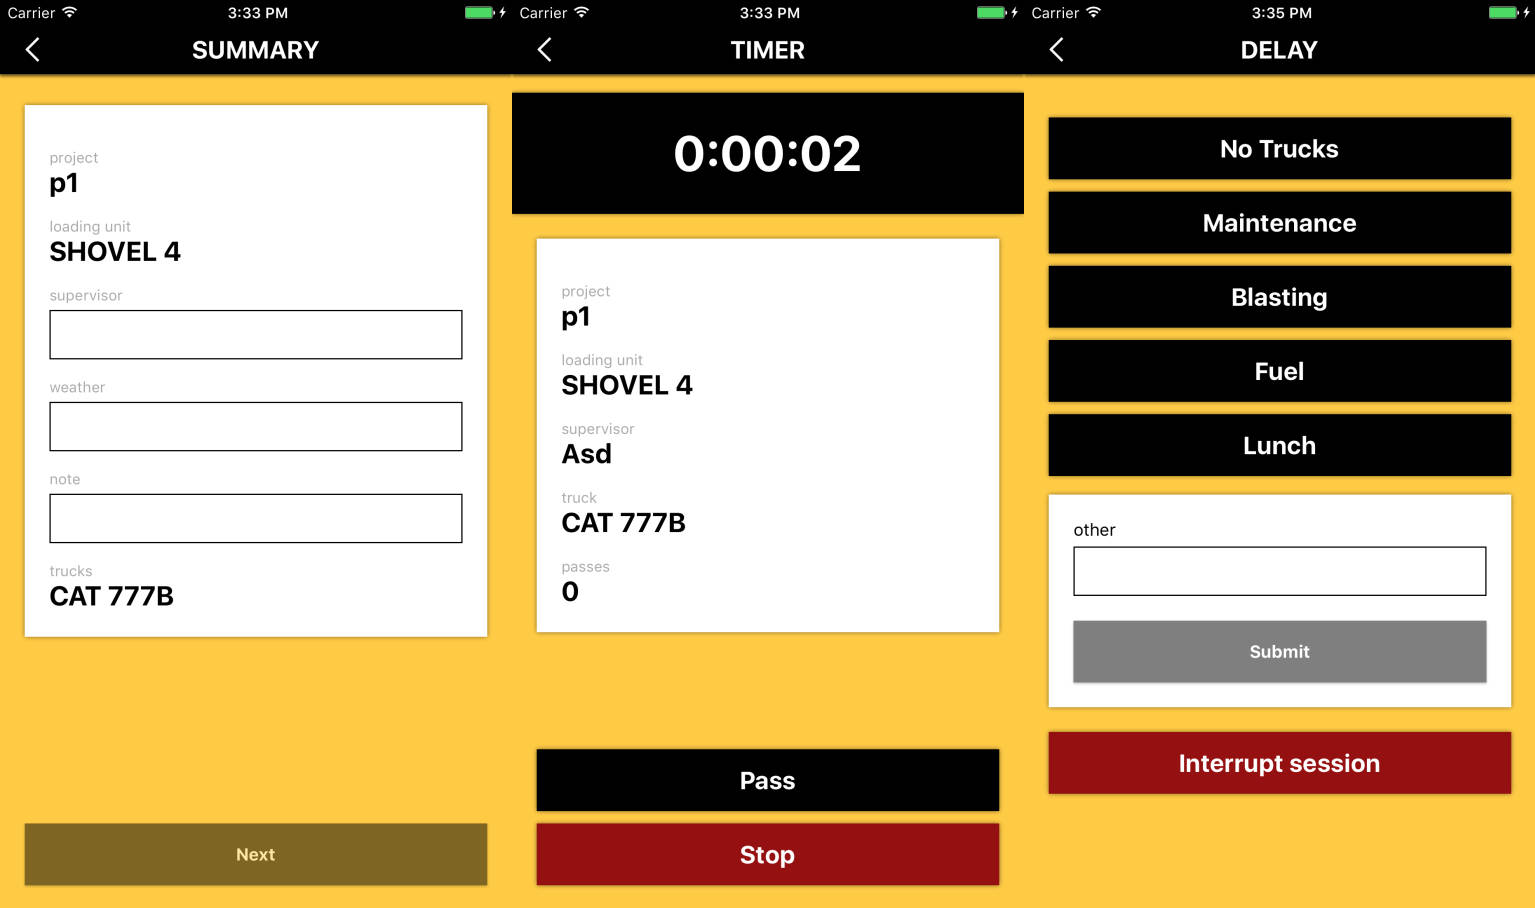 Carrier 3:33 PM
SUMMARY
project
p1
loading unit
SHOVEL 4
supervisor
weather
note
trucks
CAT 777B
Next
Carrier 3:33 PM
TIMER
0:00:02
project
p1
loading unit
SHOVEL 4
supervisor
Asd
truck
CAT 777B
passes
0
Pass
Stop
Carrier 3:35 PM
DELAY
No Trucks
Maintenance
Blasting
Fuel
Lunch
other
Submit
Interrupt session